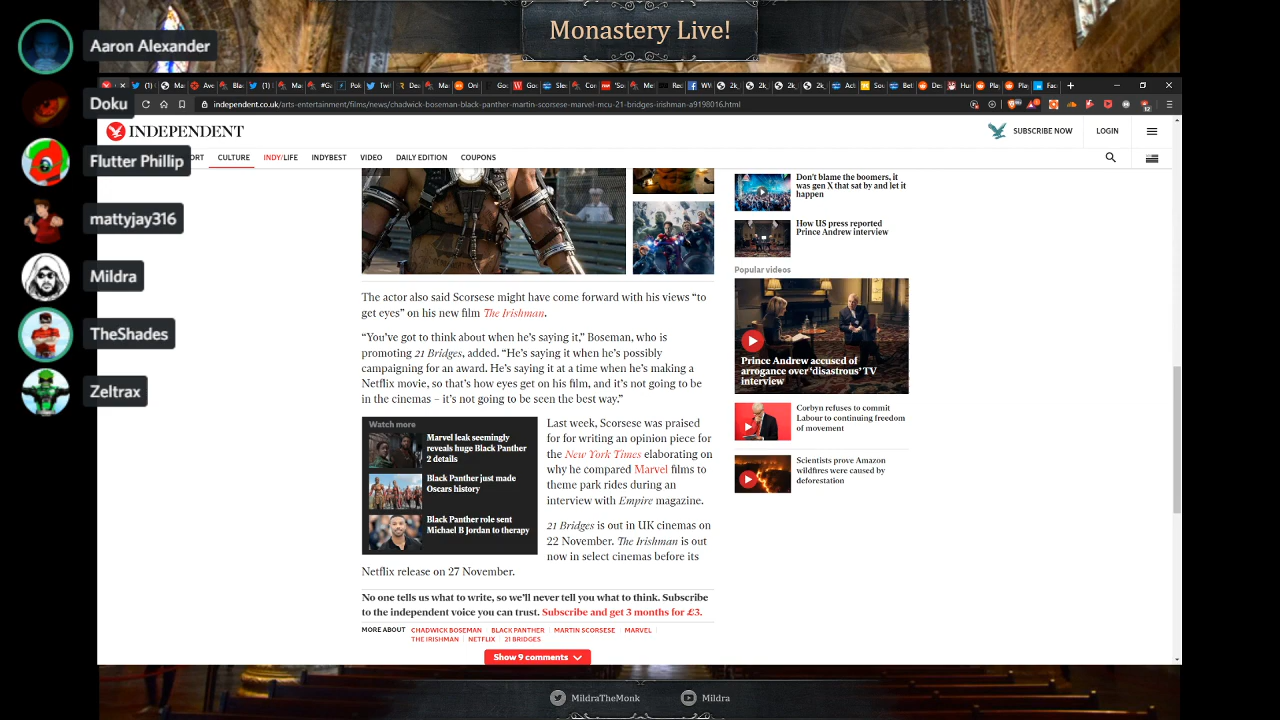 Monastery Live!
Aaron Alexander
Doku
Flutter Phillip
mattyjay316
Mildra
TheShades
Zeltrax
independent.co.uk/arts-entertainment/films/news/chadwick-boseman-black-panther-martin-scorsese-marvel-mcu-21-bridges-irishman-a9198016.html
INDEPENDENT
SUBSCRIBE NOW
LOGIN
ORT
CULTURE
INDY/LIFE
INDYBEST
VIDEO
DAILY EDITION
COUPONS
The actor also said Scorsese might have come forward with his views “to
get eyes” on his new film The Irishman.
“You’ve got to think about when he’s saying it,” Boseman, who is
promoting 21 Bridges, added. “He’s saying it when he’s possibly
campaigning for an award. He’s saying it at a time when he’s making a
Netflix movie, so that’s how eyes get on his film, and it’s not going to be
in the cinemas – it’s not going to be seen the best way.”
Watch more
Marvel leak seemingly
reveals huge Black Panther
2 details
Black Panther just made
Oscars history
Black Panther role sent
Michael B Jordan to therapy
Last week, Scorsese was praised
for for writing an opinion piece for
the New York Times elaborating on
why he compared Marvel films to
theme park rides during an
interview with Empire magazine.
21 Bridges is out in UK cinemas on
22 November. The Irishman is out
now in select cinemas before its
Netflix release on 27 November.
No one tells us what to write, so we’ll never tell you what to think. Subscribe
to the independent voice you can trust. Subscribe and get 3 months for £3.
MORE ABOUT
CHADWICK BOSEMAN | BLACK PANTHER | MARTIN SCORSESE | MARVEL |
THE IRISHMAN | NETFLIX | 21 BRIDGES
Show 9 comments
Don't blame the boomers, it
was gen X that sat by and let it
happen
How US press reported
Prince Andrew interview
Popular videos
Prince Andrew accused of
arrogance over ‘disastrous’ TV
interview
Corbyn refuses to commit
Labour to continuing freedom
of movement
Scientists prove Amazon
wildfires were caused by
deforestation
MildraTheMonk
Mildra